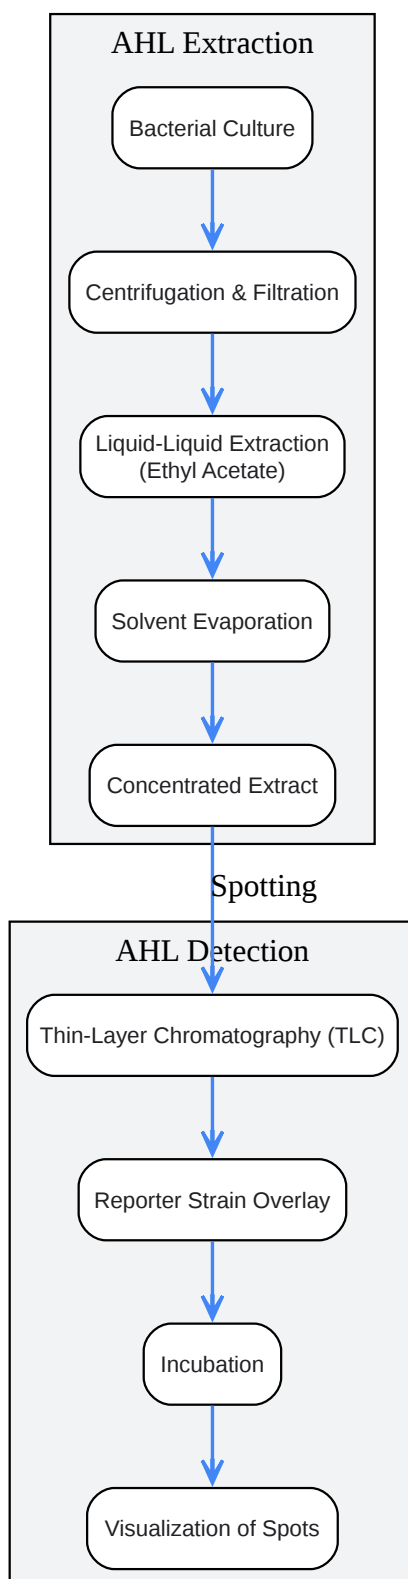 AHL Extraction
Bacterial Culture
Centrifugation & Filtration
Liquid-Liquid Extraction
(Ethyl Acetate)
Solvent Evaporation
Concentrated Extract
Spotting
AHL Detection
Thin-Layer Chromatography (TLC)
Reporter Strain Overlay
Incubation
Visualization of Spots